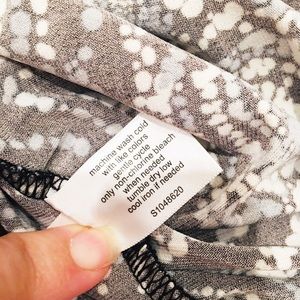 machine wash cold
with like colors
gentle cycle
only non-chlorine bleach
when needed
tumble dry low
cool iron if needed
S1048620